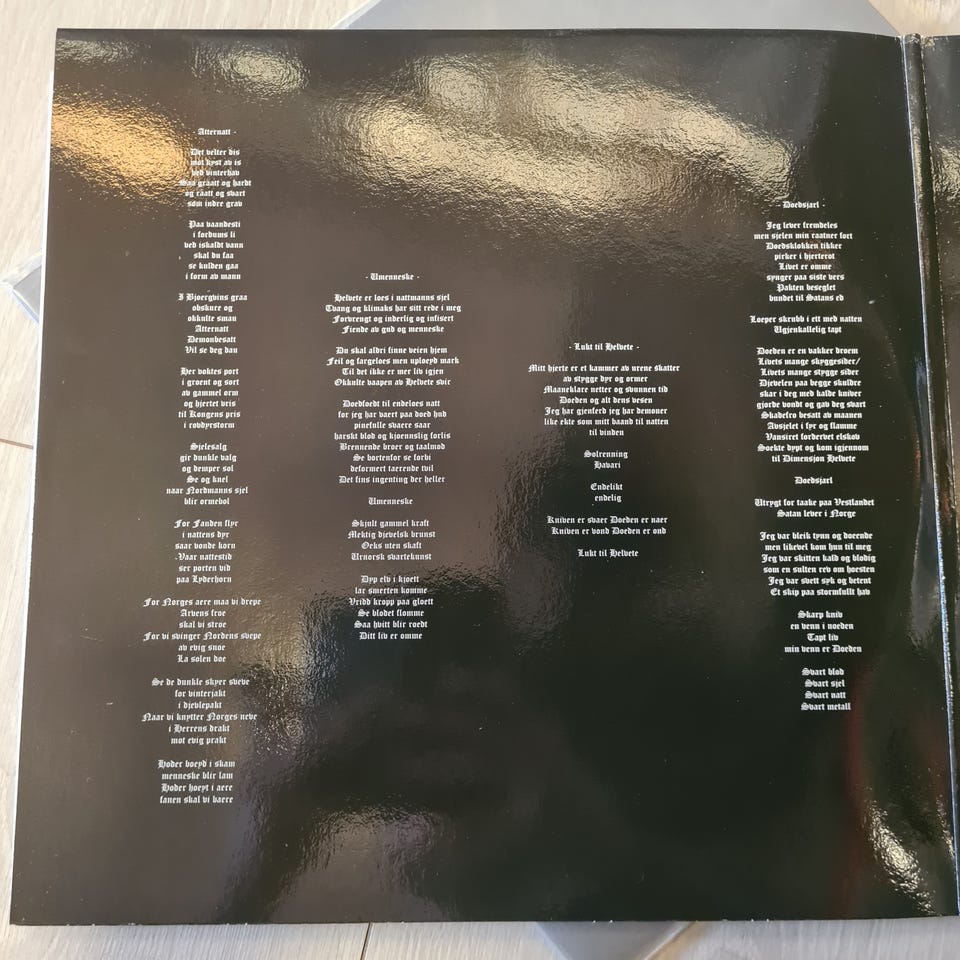 - Atternatt -
Det velter dis
mot kyst av is
ved vinterhav
Saa graatt og hardt
og raatt og svart
som indre grav
Paa vaandesti
i fordums li
ved iskaldt vann
skal du faa
se kulden gaa
i form av mann
I Bjoergvins graa
obskure og
okkulte smau
Atternatt
Demonbesatt
Vil se deg dau
Her voktes port
i groent og sort
av gammel orm
og hjertet vris
til Kongens pris
i rovdyrstorm
Sjelesalg
gir dunkle valg
og demper sol
Se og knel
naar Nordmanns sjel
blir ormebol
For Fanden flyr
i nattens dyr
saar vonde korn
Vaar nattestid
ser porten vid
paa Lyderhorn
For Norges aere maa vi drepe
Arvens froe
skal vi stroe
For vi svinger Nordens svepe
av evig snoe
La solen doe
Se de dunkle skyer sveve
for vinterjakt
i djevlepakt
Naar vi knytter Norges neve
i Herrens drakt
mot evig prakt
Hoder boeyd i skam
menneske blir lam
Hoder hoeyt i aere
fanen skal vi baere
- Umenneske -
Helvete er loes i nattmanns sjel
Tvang og klimaks har sitt rede i meg
Forvrengt og inderlig og infisert
Fiende av gud og menneske
Du skal aldri finne veien hjem
Feil og fargeloes men uploeyd mark
Til det ikke er mer liv igjen
Okkulte vaapen av Helvete svir
Doedfoedt til endeloes natt
for jeg har vaert paa doed hud
pinefulle svaere saar
harskt blod og kjoennslig forlis
Brennende broer og taalmod
Se bortenfor se forbi
deformert taerende tvil
Det fins ingenting der heller
Umenneske
Skjult gammel kraft
Mektig djevelsk brunst
Oeks uten skaft
Urnorsk svartekunst
Dyp elv i kjoett
lar smerten komme
Vridd kropp paa gloett
Se blodet flomme
Saa hvitt blir roedt
Ditt liv er omme
- Lukt til Helvete -
Mitt hjerte er et kammer av urene skatter
av stygge dyr og ormer
Maaneklare netter og svunnen tid
Doeden og alt dens vesen
Jeg har gjenferd jeg har demoner
like ekte som mitt baand til natten
til vinden
Solrenning
Havari
Endelikt
endelig
Kniven er svaer Doeden er naer
Kniven er vond Doeden er ond
Lukt til Helvete
- Doedsjarl -
Jeg lever fremdeles
men sjelen min raatner fort
Doedsklokken tikker
pirker i hjerterot
Livet er omme
synger paa siste vers
Pakten beseglet
bundet til Satans ed
Loeper skrubb i ett med natten
Ugjenkallelig tapt
Doeden er en vakker droem
Livets mange skyggesider/
Livets mange stygge sider
Djevelen paa begge skuldre
skar i deg med kalde kniver
gjorde vondt og gav deg svart
Skadefro besatt av maanen
Avsjelet i fyr og flamme
Vansiret fordervet elskov
Soekte dypt og kom igjennom
til Dimensjon Helvete
Doedsjarl
Utrygt for taake paa Vestlandet
Satan lever i Norge
Jeg var bleik tynn og doeende
men likevel kom hun til meg
Jeg var skitten kald og blodig
som en sulten rev om hoesten
Jeg var svett syk og betent
Et skip paa stormfullt hav
Skarp kniv
en venn i noeden
Tapt liv
min venn er Doeden
Svart blod
Svart sjel
Svart natt
Svart metall